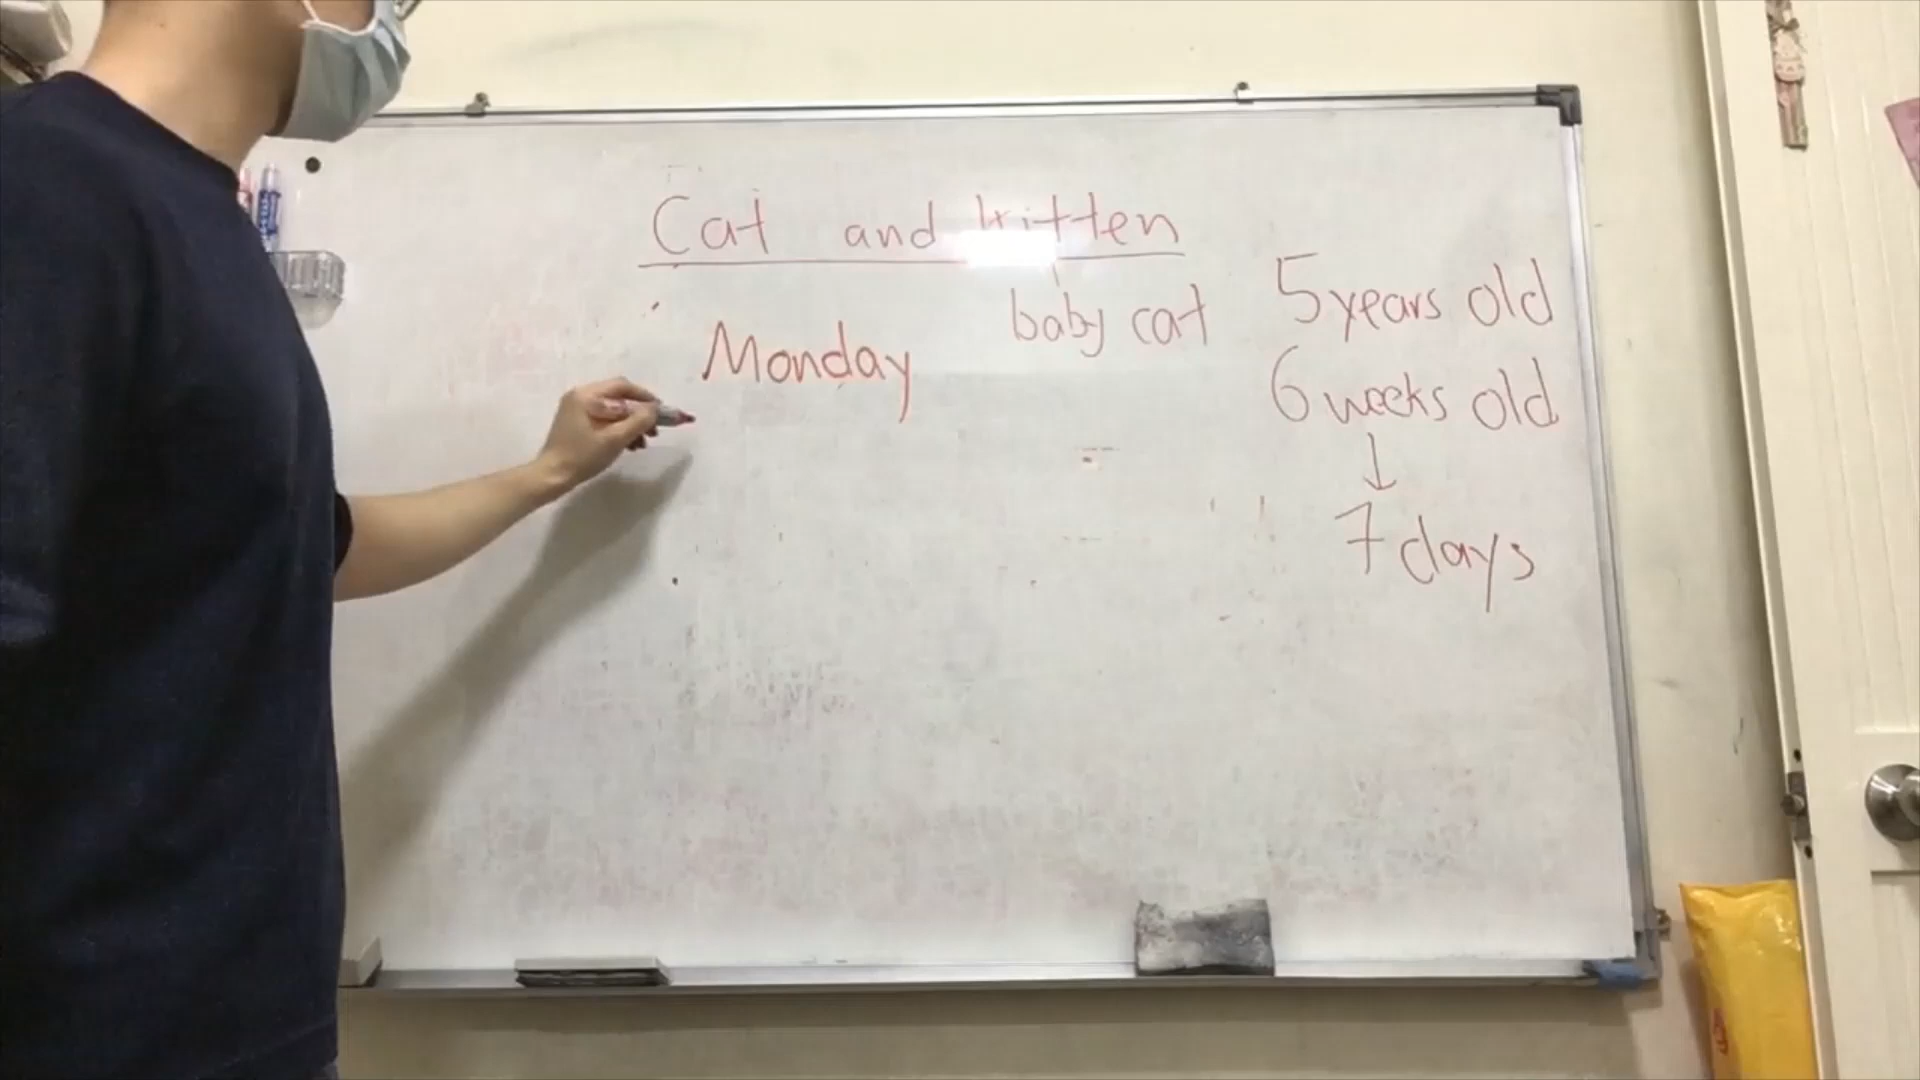 Cat and kitten
baby cat
Monday
5 years old
6 weeks old
7 days